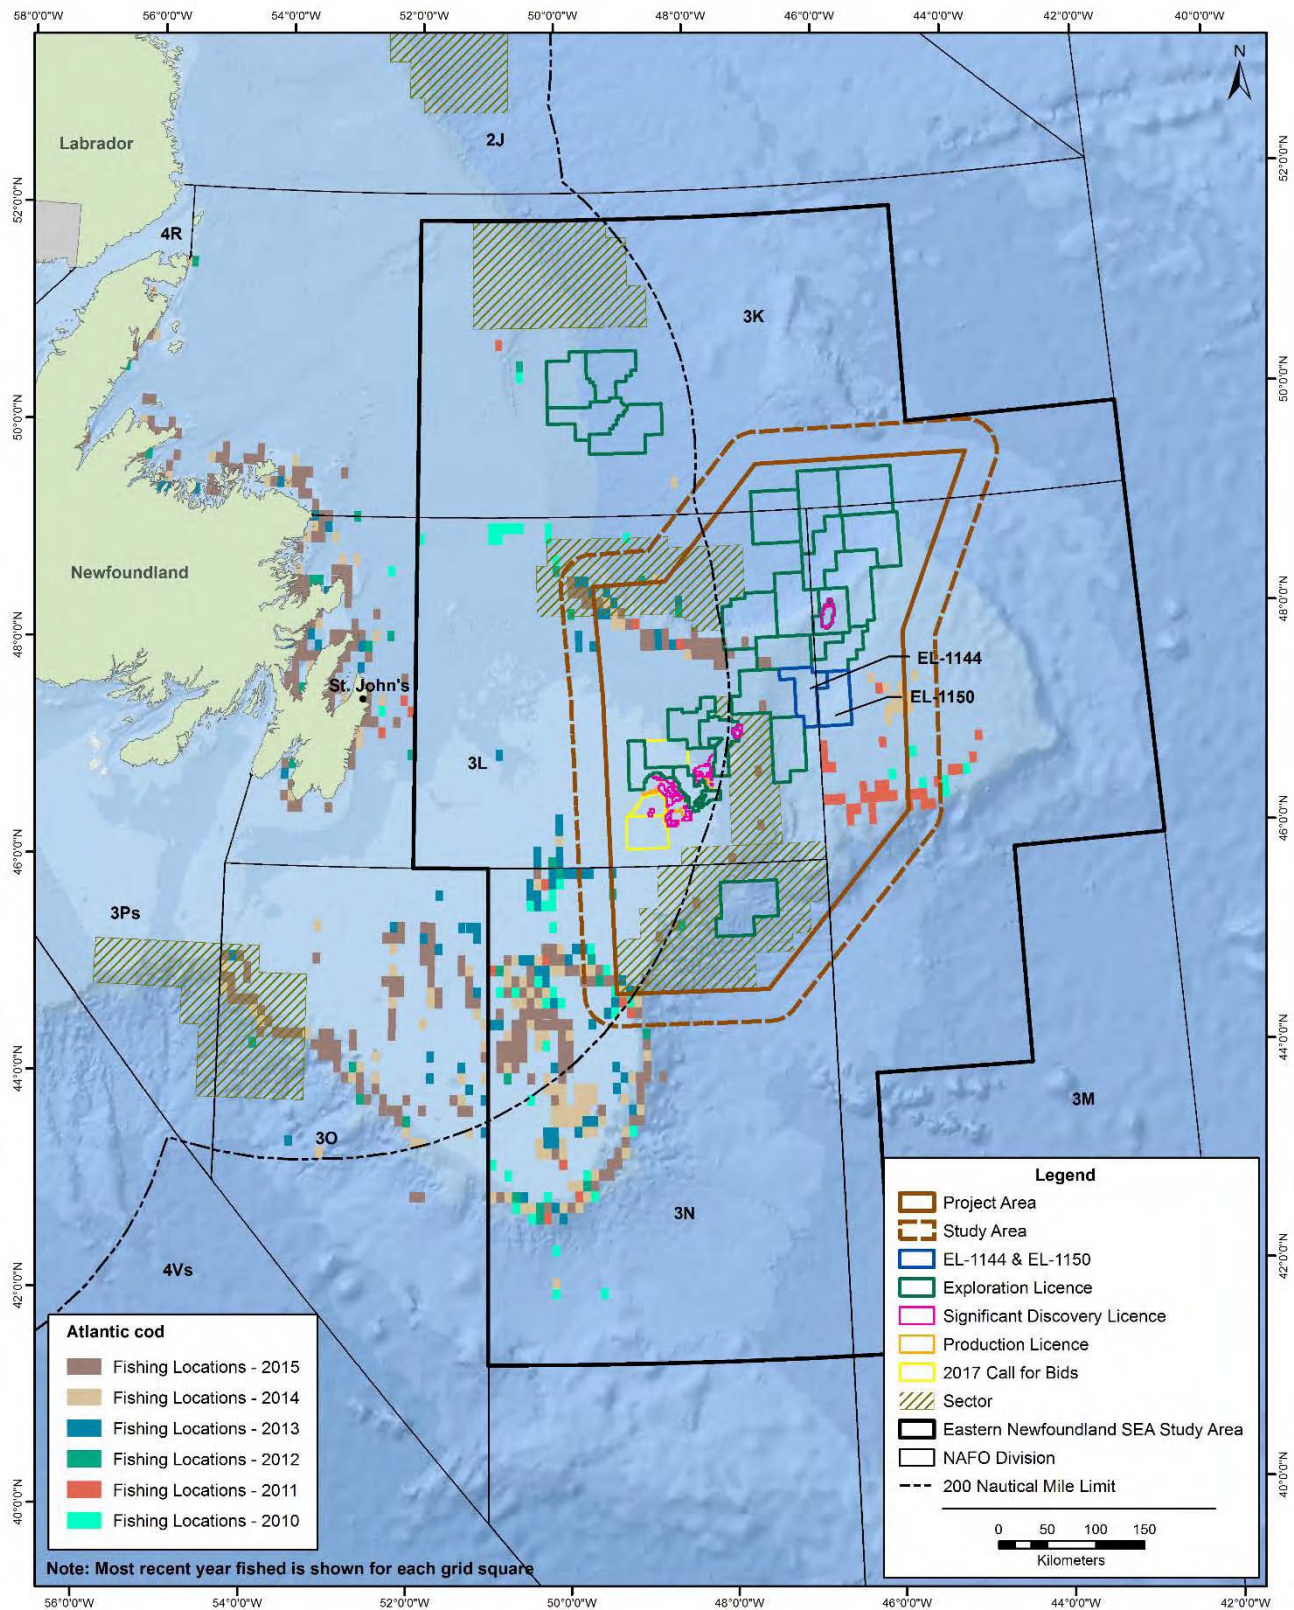 58°0'0"W 56°0'0"W 54°0'0"W 52°0'0"W 50°0'0"W 48°0'0"W 46°0'0"W 44°0'0"W 42°0'0"W 40°0'0"W
N
Labrador
2J
52°0'0"N
52°0'0"N
4R
3K
50°0'0"N
50°0'0"N
Newfoundland
48°0'0"N
48°0'0"N
St. John's
EL-1144
EL-1150
3L
46°0'0"N
46°0'0"N
3Ps
44°0'0"N
44°0'0"N
3M
3O
3N
4Vs
42°0'0"N
42°0'0"N
40°0'0"N
40°0'0"N
Atlantic cod
Fishing Locations - 2015
Fishing Locations - 2014
Fishing Locations - 2013
Fishing Locations - 2012
Fishing Locations - 2011
Fishing Locations - 2010
Note: Most recent year fished is shown for each grid square
Legend
Project Area
Study Area
EL-1144 & EL-1150
Exploration Licence
Significant Discovery Licence
Production Licence
2017 Call for Bids
Sector
Eastern Newfoundland SEA Study Area
NAFO Division
200 Nautical Mile Limit
0 50 100 150
Kilometers
56°0'0"W 54°0'0"W 52°0'0"W 50°0'0"W 48°0'0"W 46°0'0"W 44°0'0"W 42°0'0"W